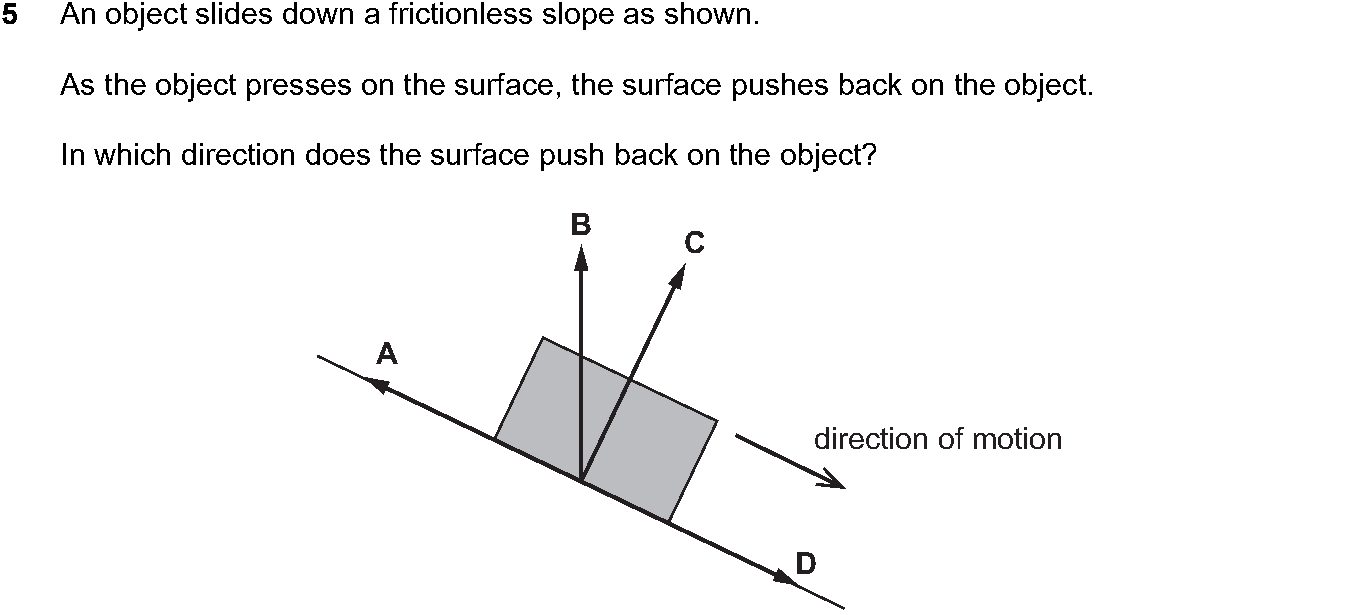 5 An object slides down a frictionless slope as shown.
As the object presses on the surface, the surface pushes back on the object.
In which direction does the surface push back on the object?
B
C
A
direction of motion
D